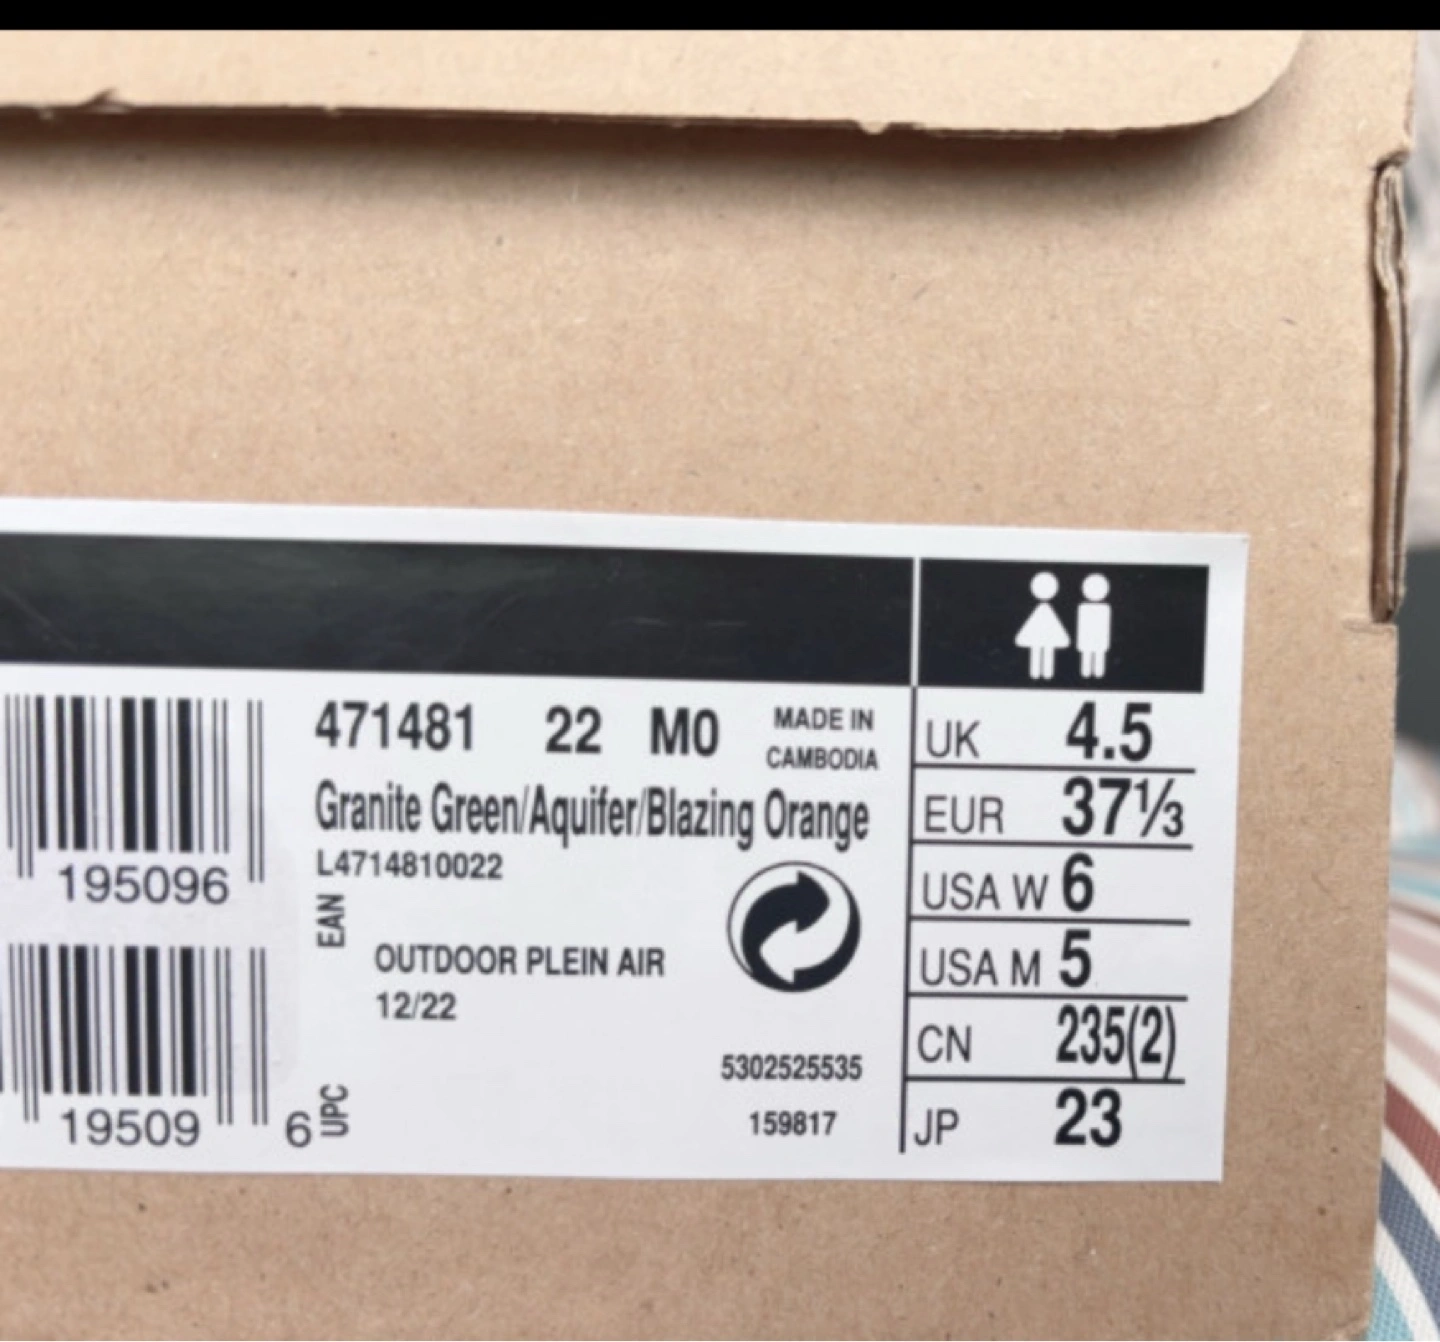 471481 22 M0
MADE IN
CAMBODIA
Granite Green/Aquifer/Blazing Orange
L4714810022
195096
EAN
OUTDOOR PLEIN AIR
12/22
19509 6
UPC
5302525535
159817
UK 4.5
EUR 37⅓
USA W 6
USA M 5
CN 235(2)
JP 23